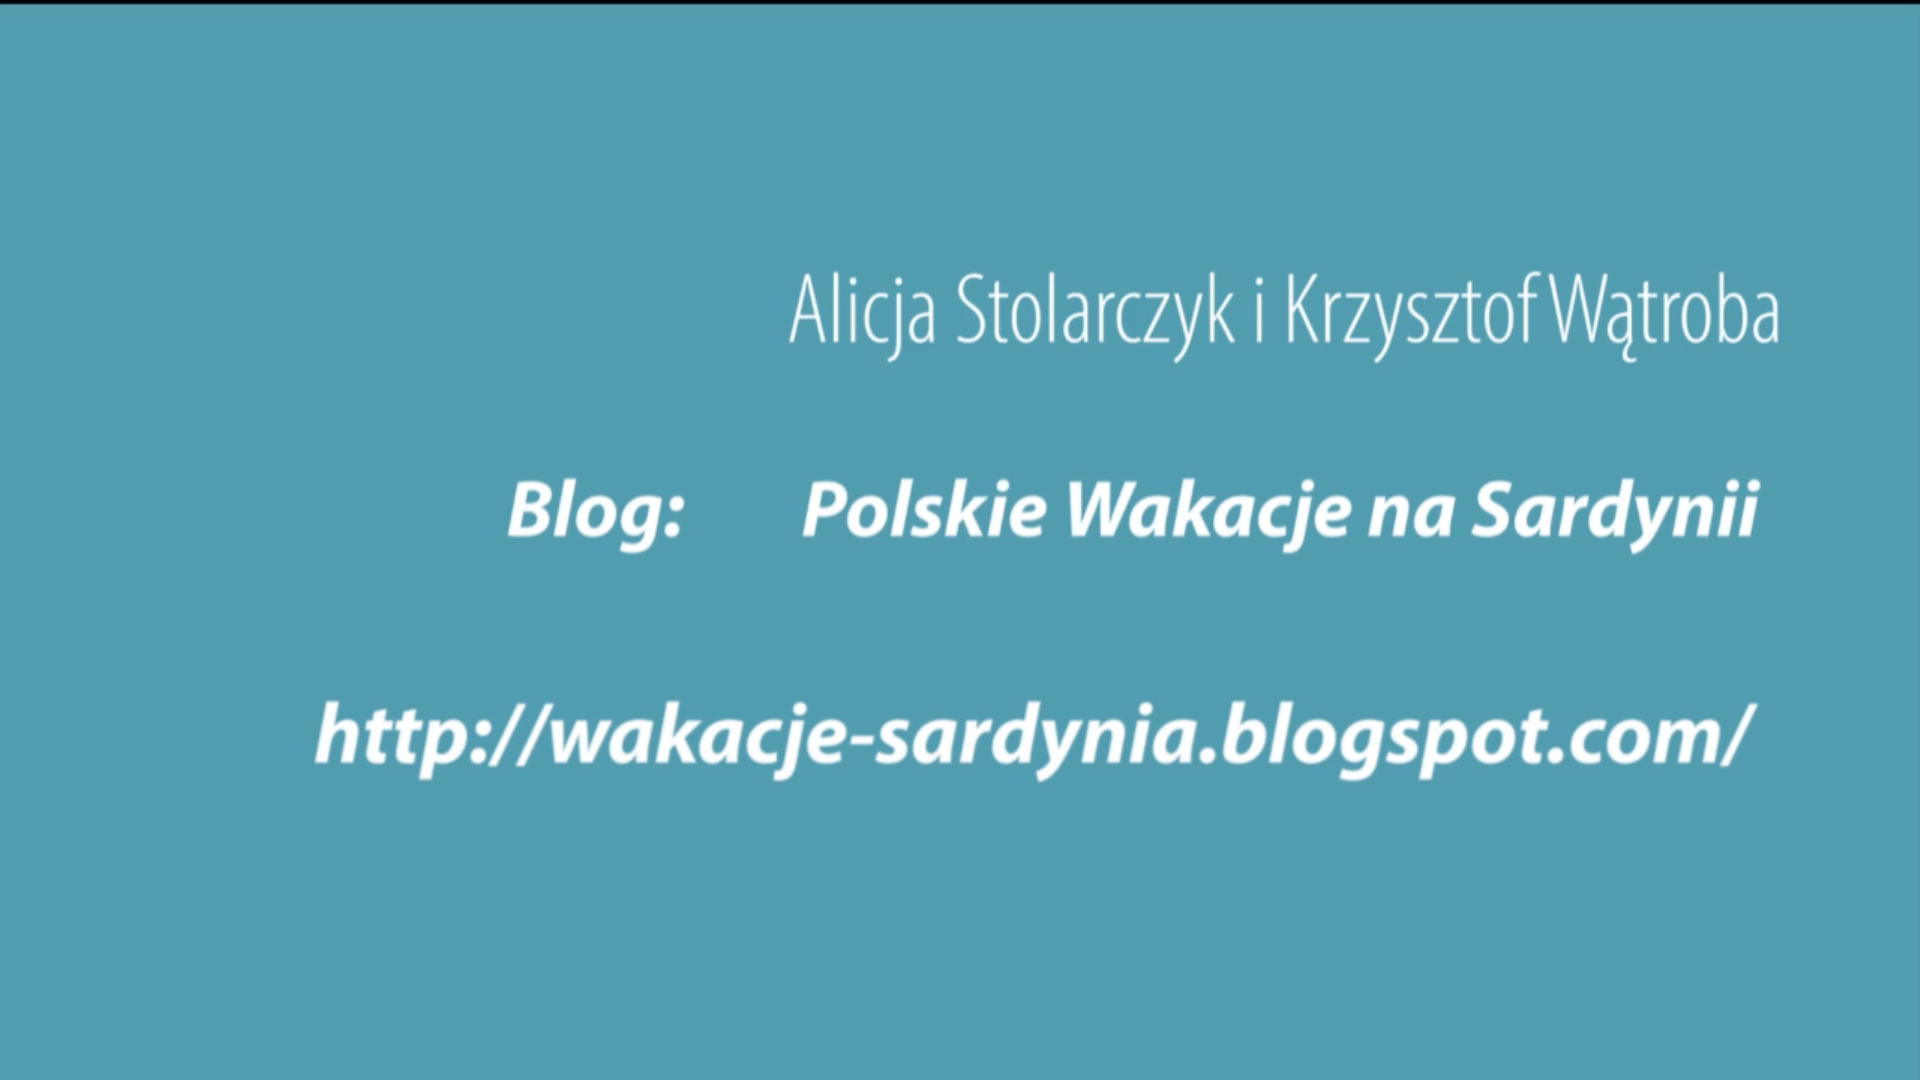 Alicja Stolarczyk i Krzysztof Wątroba
Blog: Polskie Wakacje na Sardynii
http://wakacje-sardynia.blogspot.com/